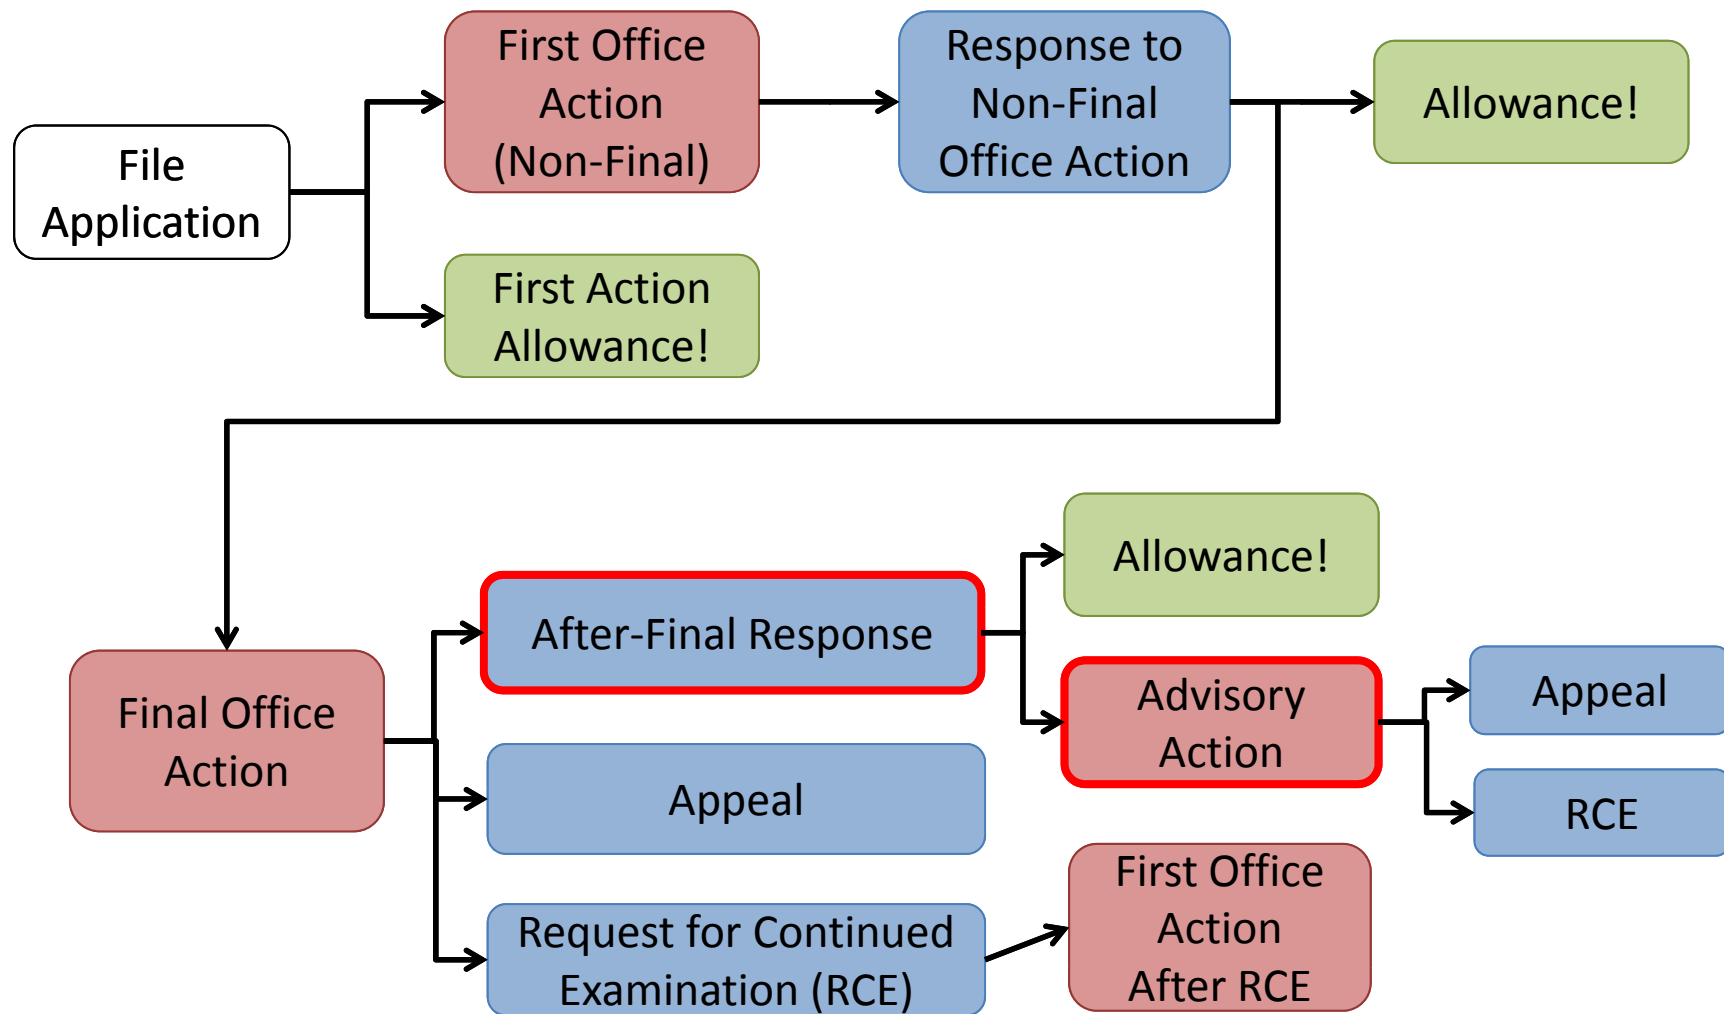 File
Application
First Office
Action
(Non-Final)
Response to
Non-Final
Office Action
Allowance!
First Action
Allowance!
Final Office
Action
After-Final Response
Allowance!
Advisory
Action
Appeal
RCE
Appeal
Request for Continued
Examination (RCE)
First Office
Action
After RCE